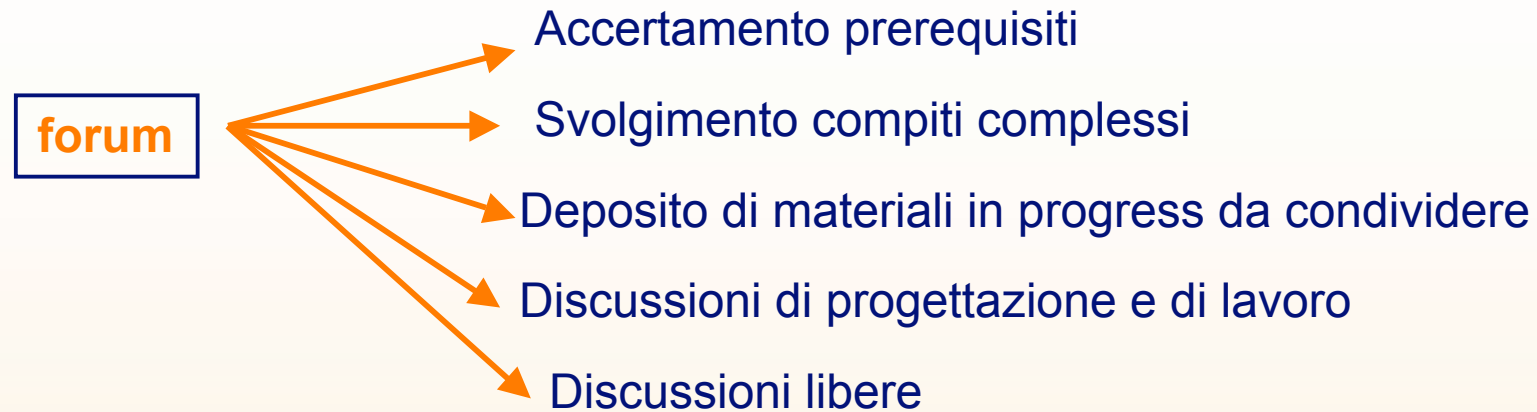 Accertamento prerequisiti
forum
Svolgimento compiti complessi
Deposito di materiali in progress da condividere
Discussioni di progettazione e di lavoro
Discussioni libere